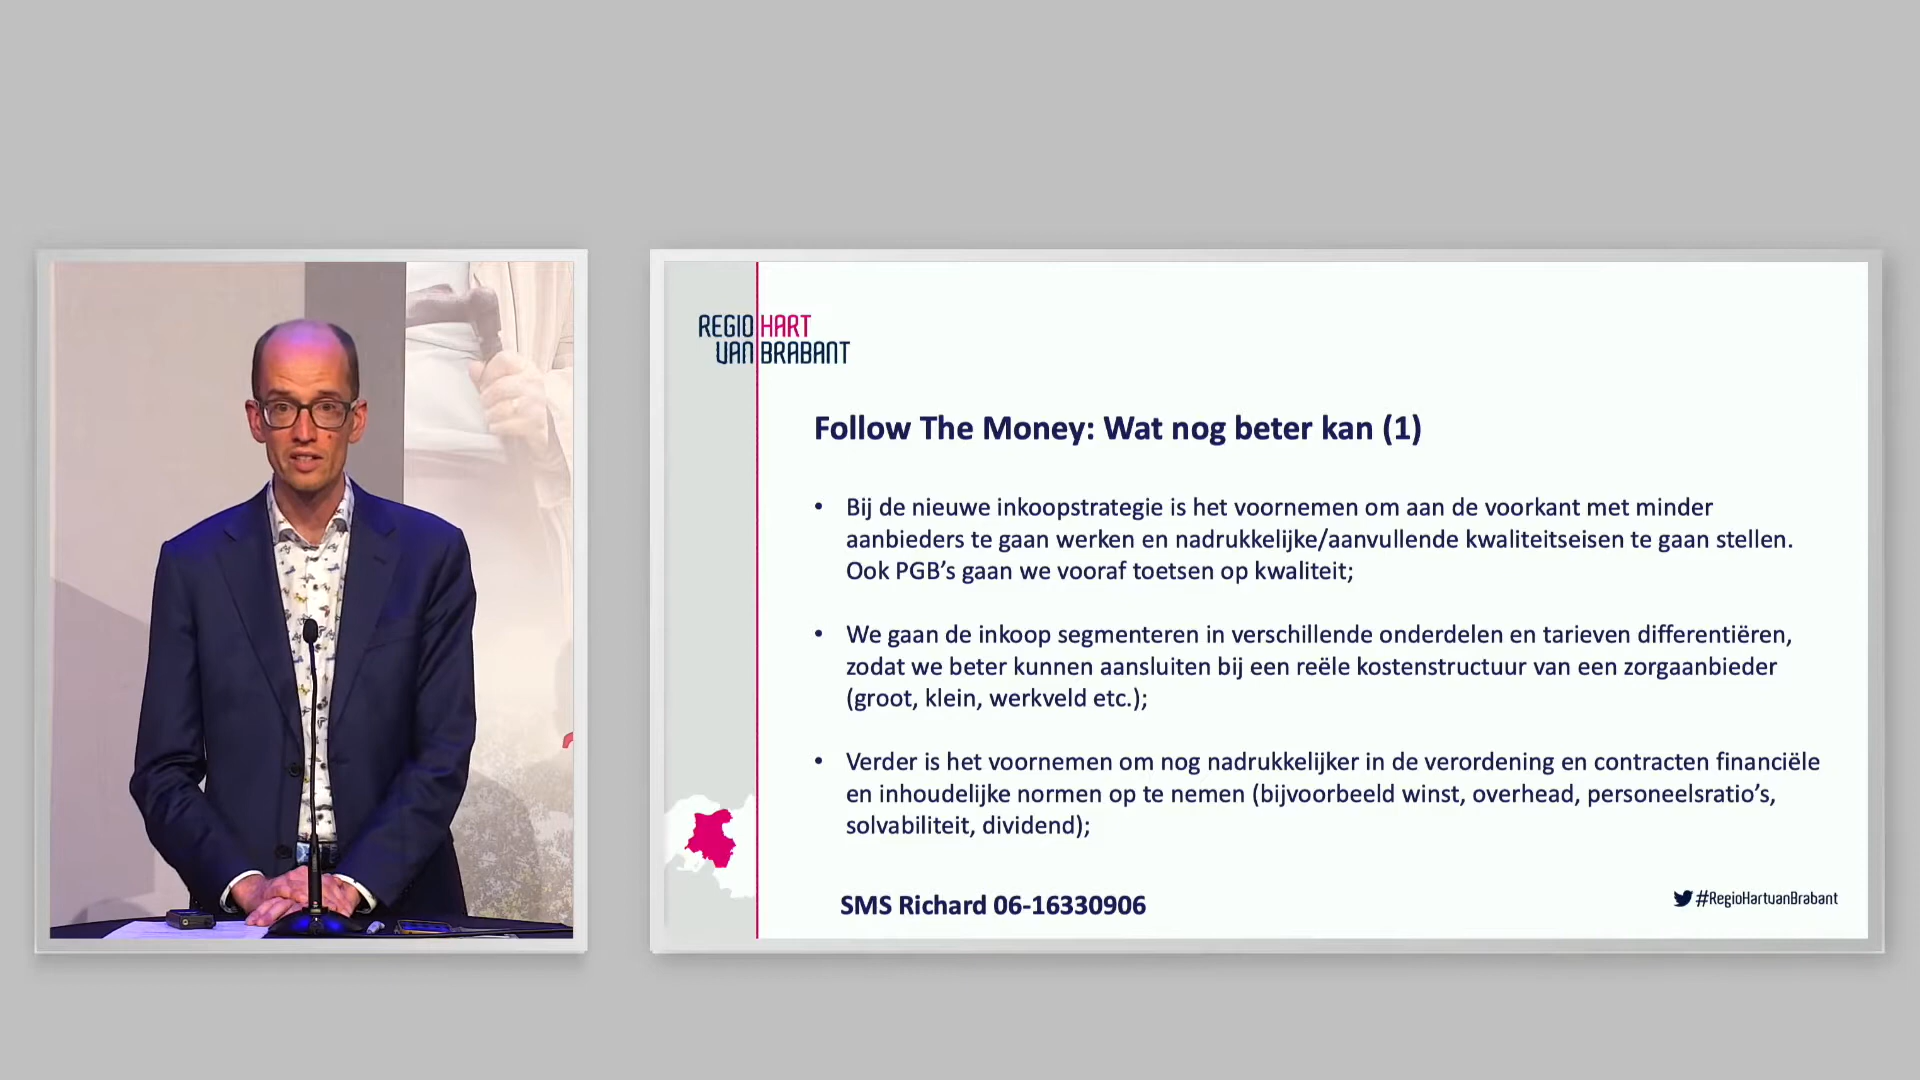 REGIO HART
VAN BRABANT
Follow The Money: Wat nog beter kan (1)
• Bij de nieuwe inkoopstrategie is het voornemen om aan de voorkant met minder
aanbieders te gaan werken en nadrukkelijke/aanvullende kwaliteitseisen te gaan stellen.
Ook PGB’s gaan we vooraf toetsen op kwaliteit;
• We gaan de inkoop segmenteren in verschillende onderdelen en tarieven differentiëren,
zodat we beter kunnen aansluiten bij een reële kostenstructuur van een zorgaanbieder
(groot, klein, werkveld etc.);
• Verder is het voornemen om nog nadrukkelijker in de verordening en contracten financiële
en inhoudelijke normen op te nemen (bijvoorbeeld winst, overhead, personeelsratio’s,
solvabiliteit, dividend);
SMS Richard 06-16330906
#RegioHartvanBrabant